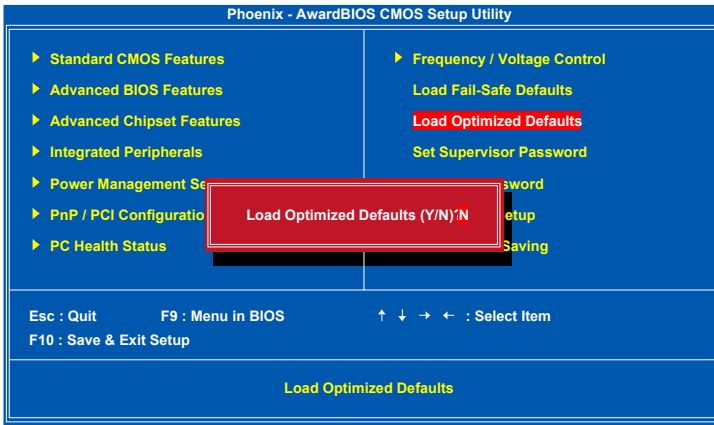 Phoenix - AwardBIOS CMOS Setup Utility
Standard CMOS Features
Advanced BIOS Features
Advanced Chipset Features
Integrated Peripherals
Power Management Se
PnP / PCI Configuratio
PC Health Status
Frequency / Voltage Control
Load Fail-Safe Defaults
Load Optimized Defaults
Set Supervisor Password
sword
etup
Saving
Load Optimized Defaults (Y/N)?N
Esc : Quit F9 : Menu in BIOS ↑ ↓ → ← : Select Item
F10 : Save & Exit Setup
Load Optimized Defaults